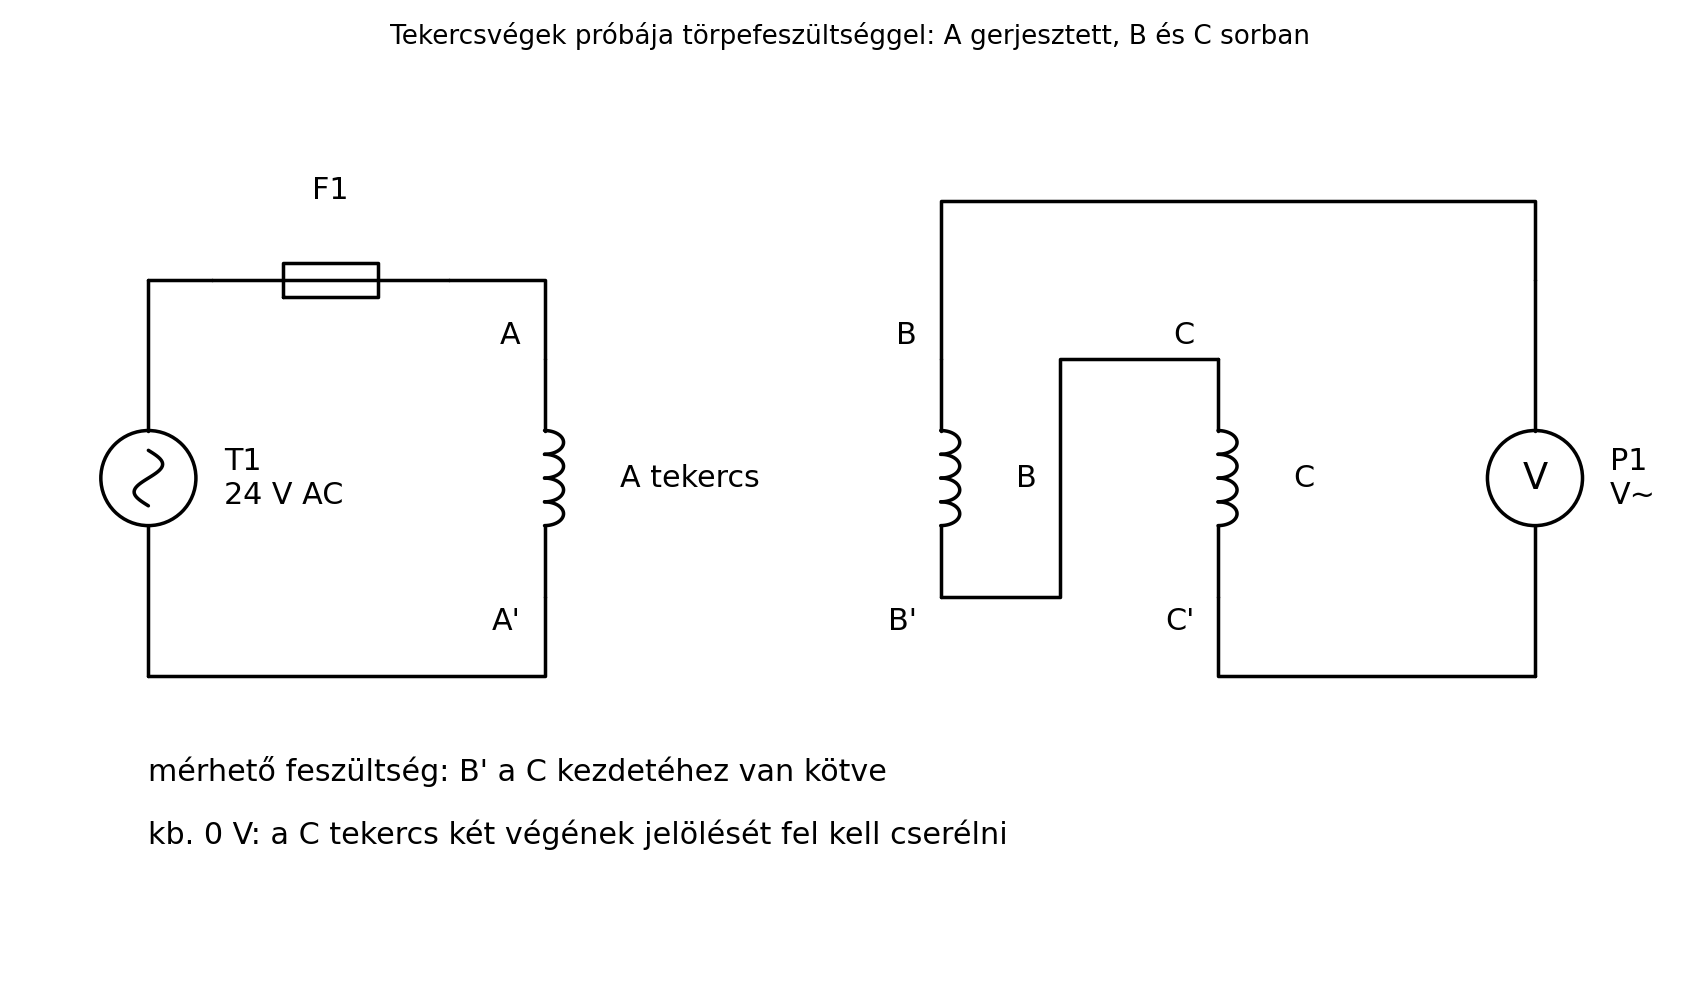 Tekercsvégek próbája törpefeszültséggel: A gerjesztett, B és C sorban
F1
A
B
C
T1
24 V AC
A tekercs
B
C
V
P1
V~
A'
B'
C'
mérhető feszültség: B' a C kezdetéhez van kötve
kb. 0 V: a C tekercs két végének jelölését fel kell cserélni